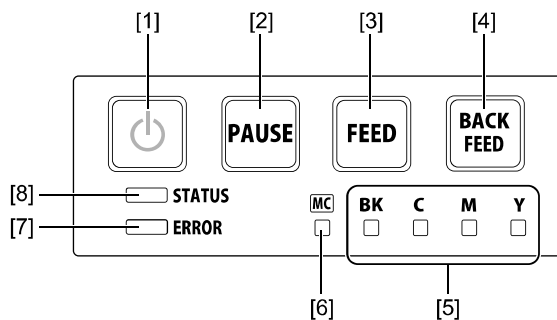 [1] [2] [3] [4]
PAUSE FEED BACK
FEED
[8] STATUS
[7] ERROR
MC BK C M Y
[6] [5]